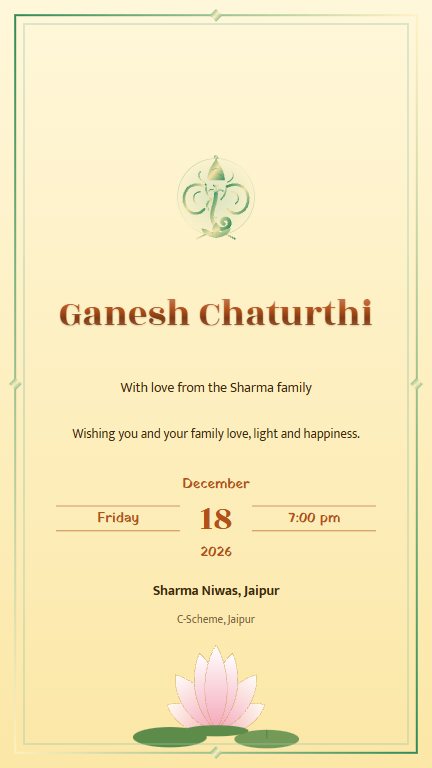 Ganesh Chaturthi
With love from the Sharma family
Wishing you and your family love, light and happiness.
December
Friday 18 7:00 pm
2026
Sharma Niwas, Jaipur
C-Scheme, Jaipur